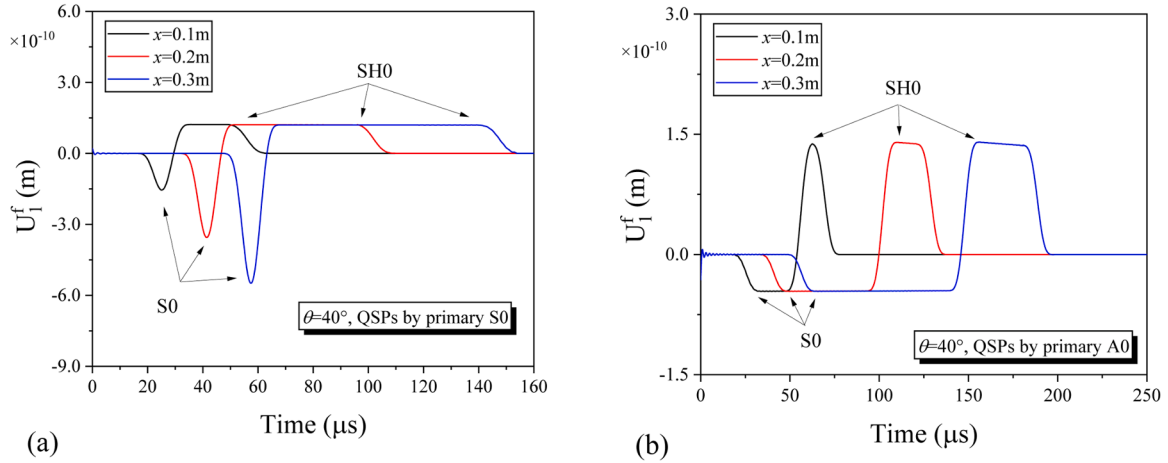 6.0
×10-10
3.0
0.0
-3.0
-6.0
-9.0
U1f (m)
x=0.1m
x=0.2m
x=0.3m
SH0
S0
θ=40°, QSPs by primary S0
0 20 40 60 80 100 120 140 160
Time (μs)
(a)
3.0
×10-10
1.5
0.0
-1.5
U1f (m)
x=0.1m
x=0.2m
x=0.3m
SH0
S0
θ=40°, QSPs by primary A0
0 50 100 150 200 250
Time (μs)
(b)